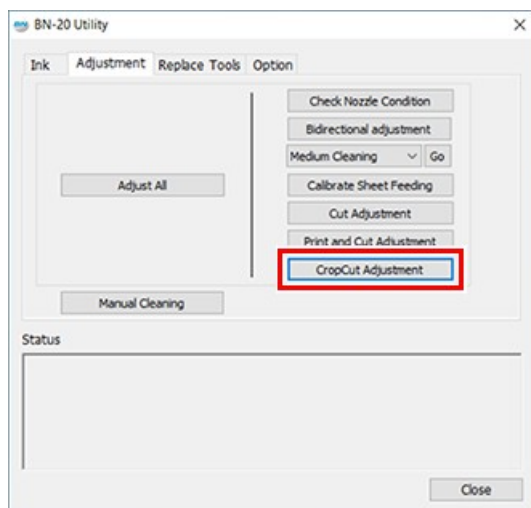 BN-20 Utility
Ink Adjustment Replace Tools Option
Check Nozzle Condition
Bidirectional adjustment
Medium Cleaning Go
Adjust All
Calibrate Sheet Feeding
Cut Adjustment
Print and Cut Adjustment
CropCut Adjustment
Manual Cleaning
Status
Close